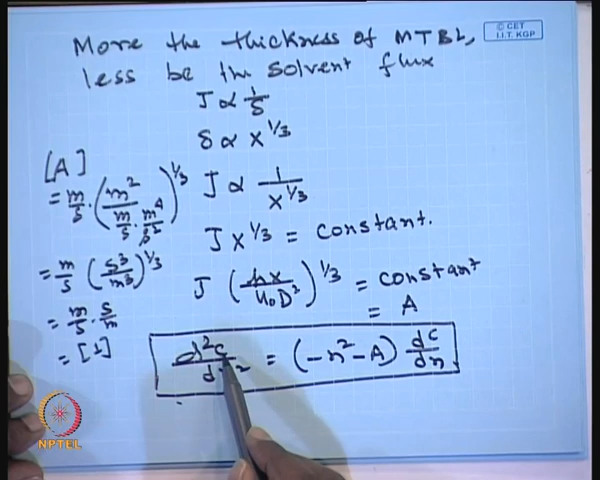 © CET
I.I.T. KGP
More the thickness of MTBL,
less be the solvent flux
J ∝ 1/δ
δ ∝ x^1/3
[A]
= m/s · (m² / (m/s · m⁴/s²))^1/3
= m/s (s³/m³)^1/3
= m/s · s/m
= [1]
J ∝ 1/x^1/3
J x^1/3 = constant.
J (hx/u₀D²)^1/3 = constant
= A
d²c/dη² = (-η² - A) dc/dη
NPTEL